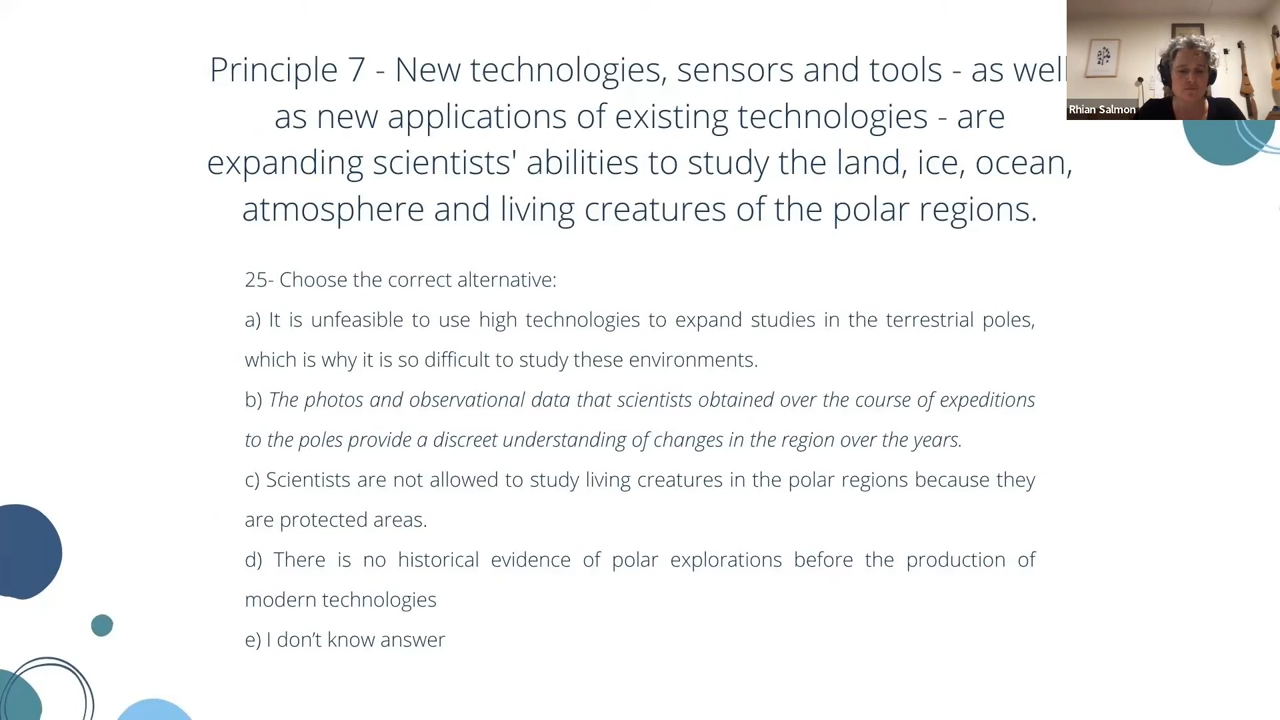 Principle 7 - New technologies, sensors and tools - as well
as new applications of existing technologies - are
expanding scientists' abilities to study the land, ice, ocean,
atmosphere and living creatures of the polar regions.
Rhian Salmon
25- Choose the correct alternative:
a) It is unfeasible to use high technologies to expand studies in the terrestrial poles,
which is why it is so difficult to study these environments.
b) The photos and observational data that scientists obtained over the course of expeditions
to the poles provide a discreet understanding of changes in the region over the years.
c) Scientists are not allowed to study living creatures in the polar regions because they
are protected areas.
d) There is no historical evidence of polar explorations before the production of
modern technologies
e) I don’t know answer